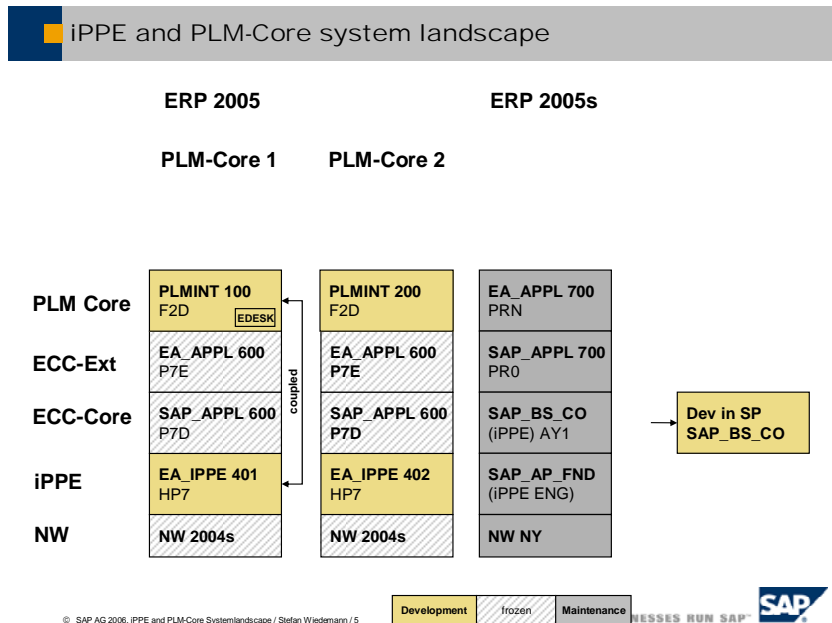 iPPE and PLM-Core system landscape
ERP 2005
ERP 2005s
PLM-Core 1
PLM-Core 2
PLM Core
PLMINT 100
F2D
EDESK
PLMINT 200
F2D
EA_APPL 700
PRN
ECC-Ext
EA_APPL 600
P7E
EA_APPL 600
P7E
SAP_APPL 700
PR0
coupled
ECC-Core
SAP_APPL 600
P7D
SAP_APPL 600
P7D
SAP_BS_CO
(iPPE) AY1
Dev in SP
SAP_BS_CO
iPPE
EA_IPPE 401
HP7
EA_IPPE 402
HP7
SAP_AP_FND
(iPPE ENG)
NW
NW 2004s
NW 2004s
NW NY
© SAP AG 2006, iPPE and PLM-Core Systemlandscape / Stefan Wiedemann / 5
Development
frozen
Maintenance
NESSES RUN SAP™
SAP